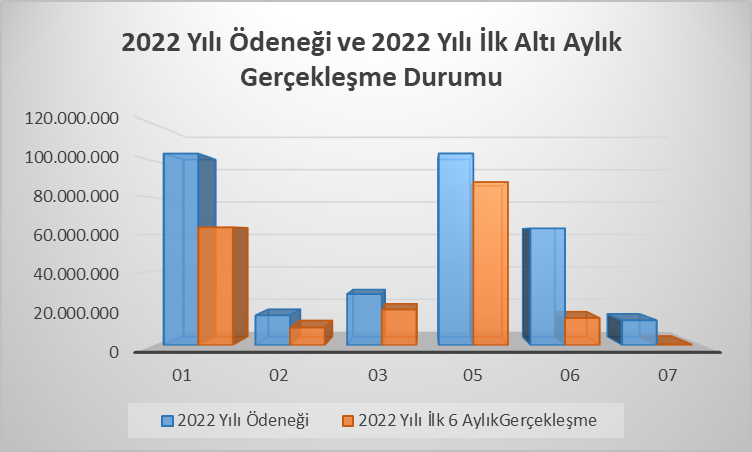 2022 Yılı Ödeneği ve 2022 Yılı İlk Altı Aylık
Gerçekleşme Durumu
120.000.000
100.000.000
80.000.000
60.000.000
40.000.000
20.000.000
0
01 02 03 05 06 07
2022 Yılı Ödeneği 2022 Yılı İlk 6 AylıkGerçekleşme